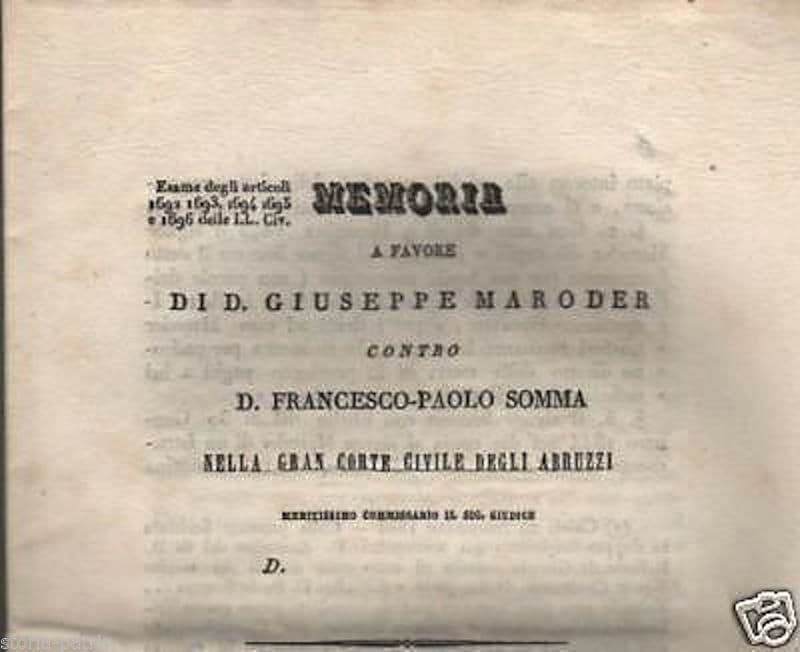 Esame degli articoli
1692 1693, 1694 1695
e 1696 delle LL. Civ.
MEMORIA
A FAVORE
DI D. GIUSEPPE MARODER
CONTRO
D. FRANCESCO-PAOLO SOMMA
NELLA GRAN CORTE CIVILE DEGLI ABRUZZI
MERITISSIMO COMMISSARIO IL SIG. GIUDICE
D.